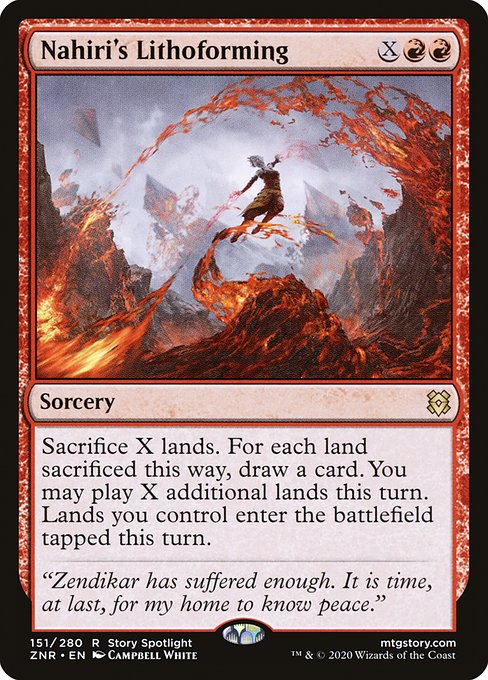 Nahiri's Lithoforming X
Sorcery
Sacrifice X lands. For each land
sacrificed this way, draw a card. You
may play X additional lands this turn.
Lands you control enter the battlefield
tapped this turn.
“Zendikar has suffered enough. It is time,
at last, for my home to know peace.”
151/280 R Story Spotlight mtgstory.com
ZNR • EN Campbell White ™ & © 2020 Wizards of the Coast